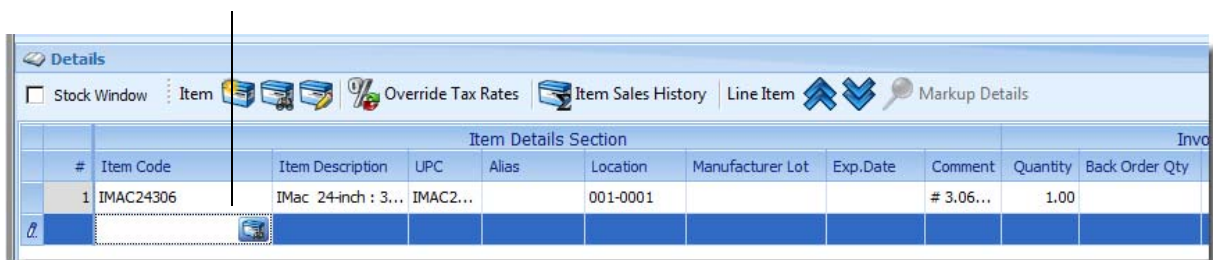 Details
Stock Window Item Override Tax Rates Item Sales History Line Item Markup Details
Item Details Section Invo
# Item Code Item Description UPC Alias Location Manufacturer Lot Exp.Date Comment Quantity Back Order Qty
1 IMAC24306 IMac 24-inch : 3... IMAC2... 001-0001 # 3.06... 1.00